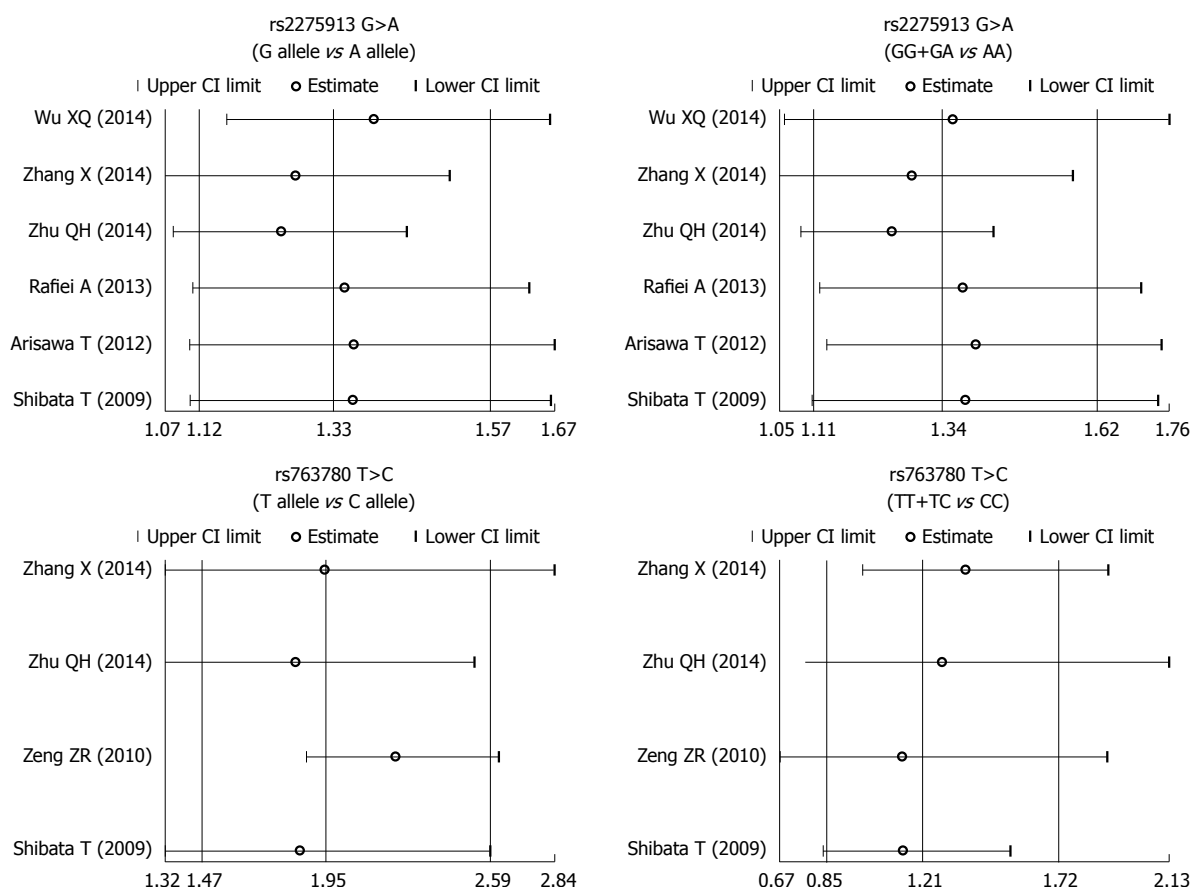 rs2275913 G>A
(G allele vs A allele)
Upper CI limit Estimate Lower CI limit
Wu XQ (2014)
Zhang X (2014)
Zhu QH (2014)
Rafiei A (2013)
Arisawa T (2012)
Shibata T (2009)
1.07 1.12 1.33 1.57 1.67
rs2275913 G>A
(GG+GA vs AA)
Upper CI limit Estimate Lower CI limit
Wu XQ (2014)
Zhang X (2014)
Zhu QH (2014)
Rafiei A (2013)
Arisawa T (2012)
Shibata T (2009)
1.05 1.11 1.34 1.62 1.76
rs763780 T>C
(T allele vs C allele)
Upper CI limit Estimate Lower CI limit
Zhang X (2014)
Zhu QH (2014)
Zeng ZR (2010)
Shibata T (2009)
1.32 1.47 1.95 2.59 2.84
rs763780 T>C
(TT+TC vs CC)
Upper CI limit Estimate Lower CI limit
Zhang X (2014)
Zhu QH (2014)
Zeng ZR (2010)
Shibata T (2009)
0.67 0.85 1.21 1.72 2.13